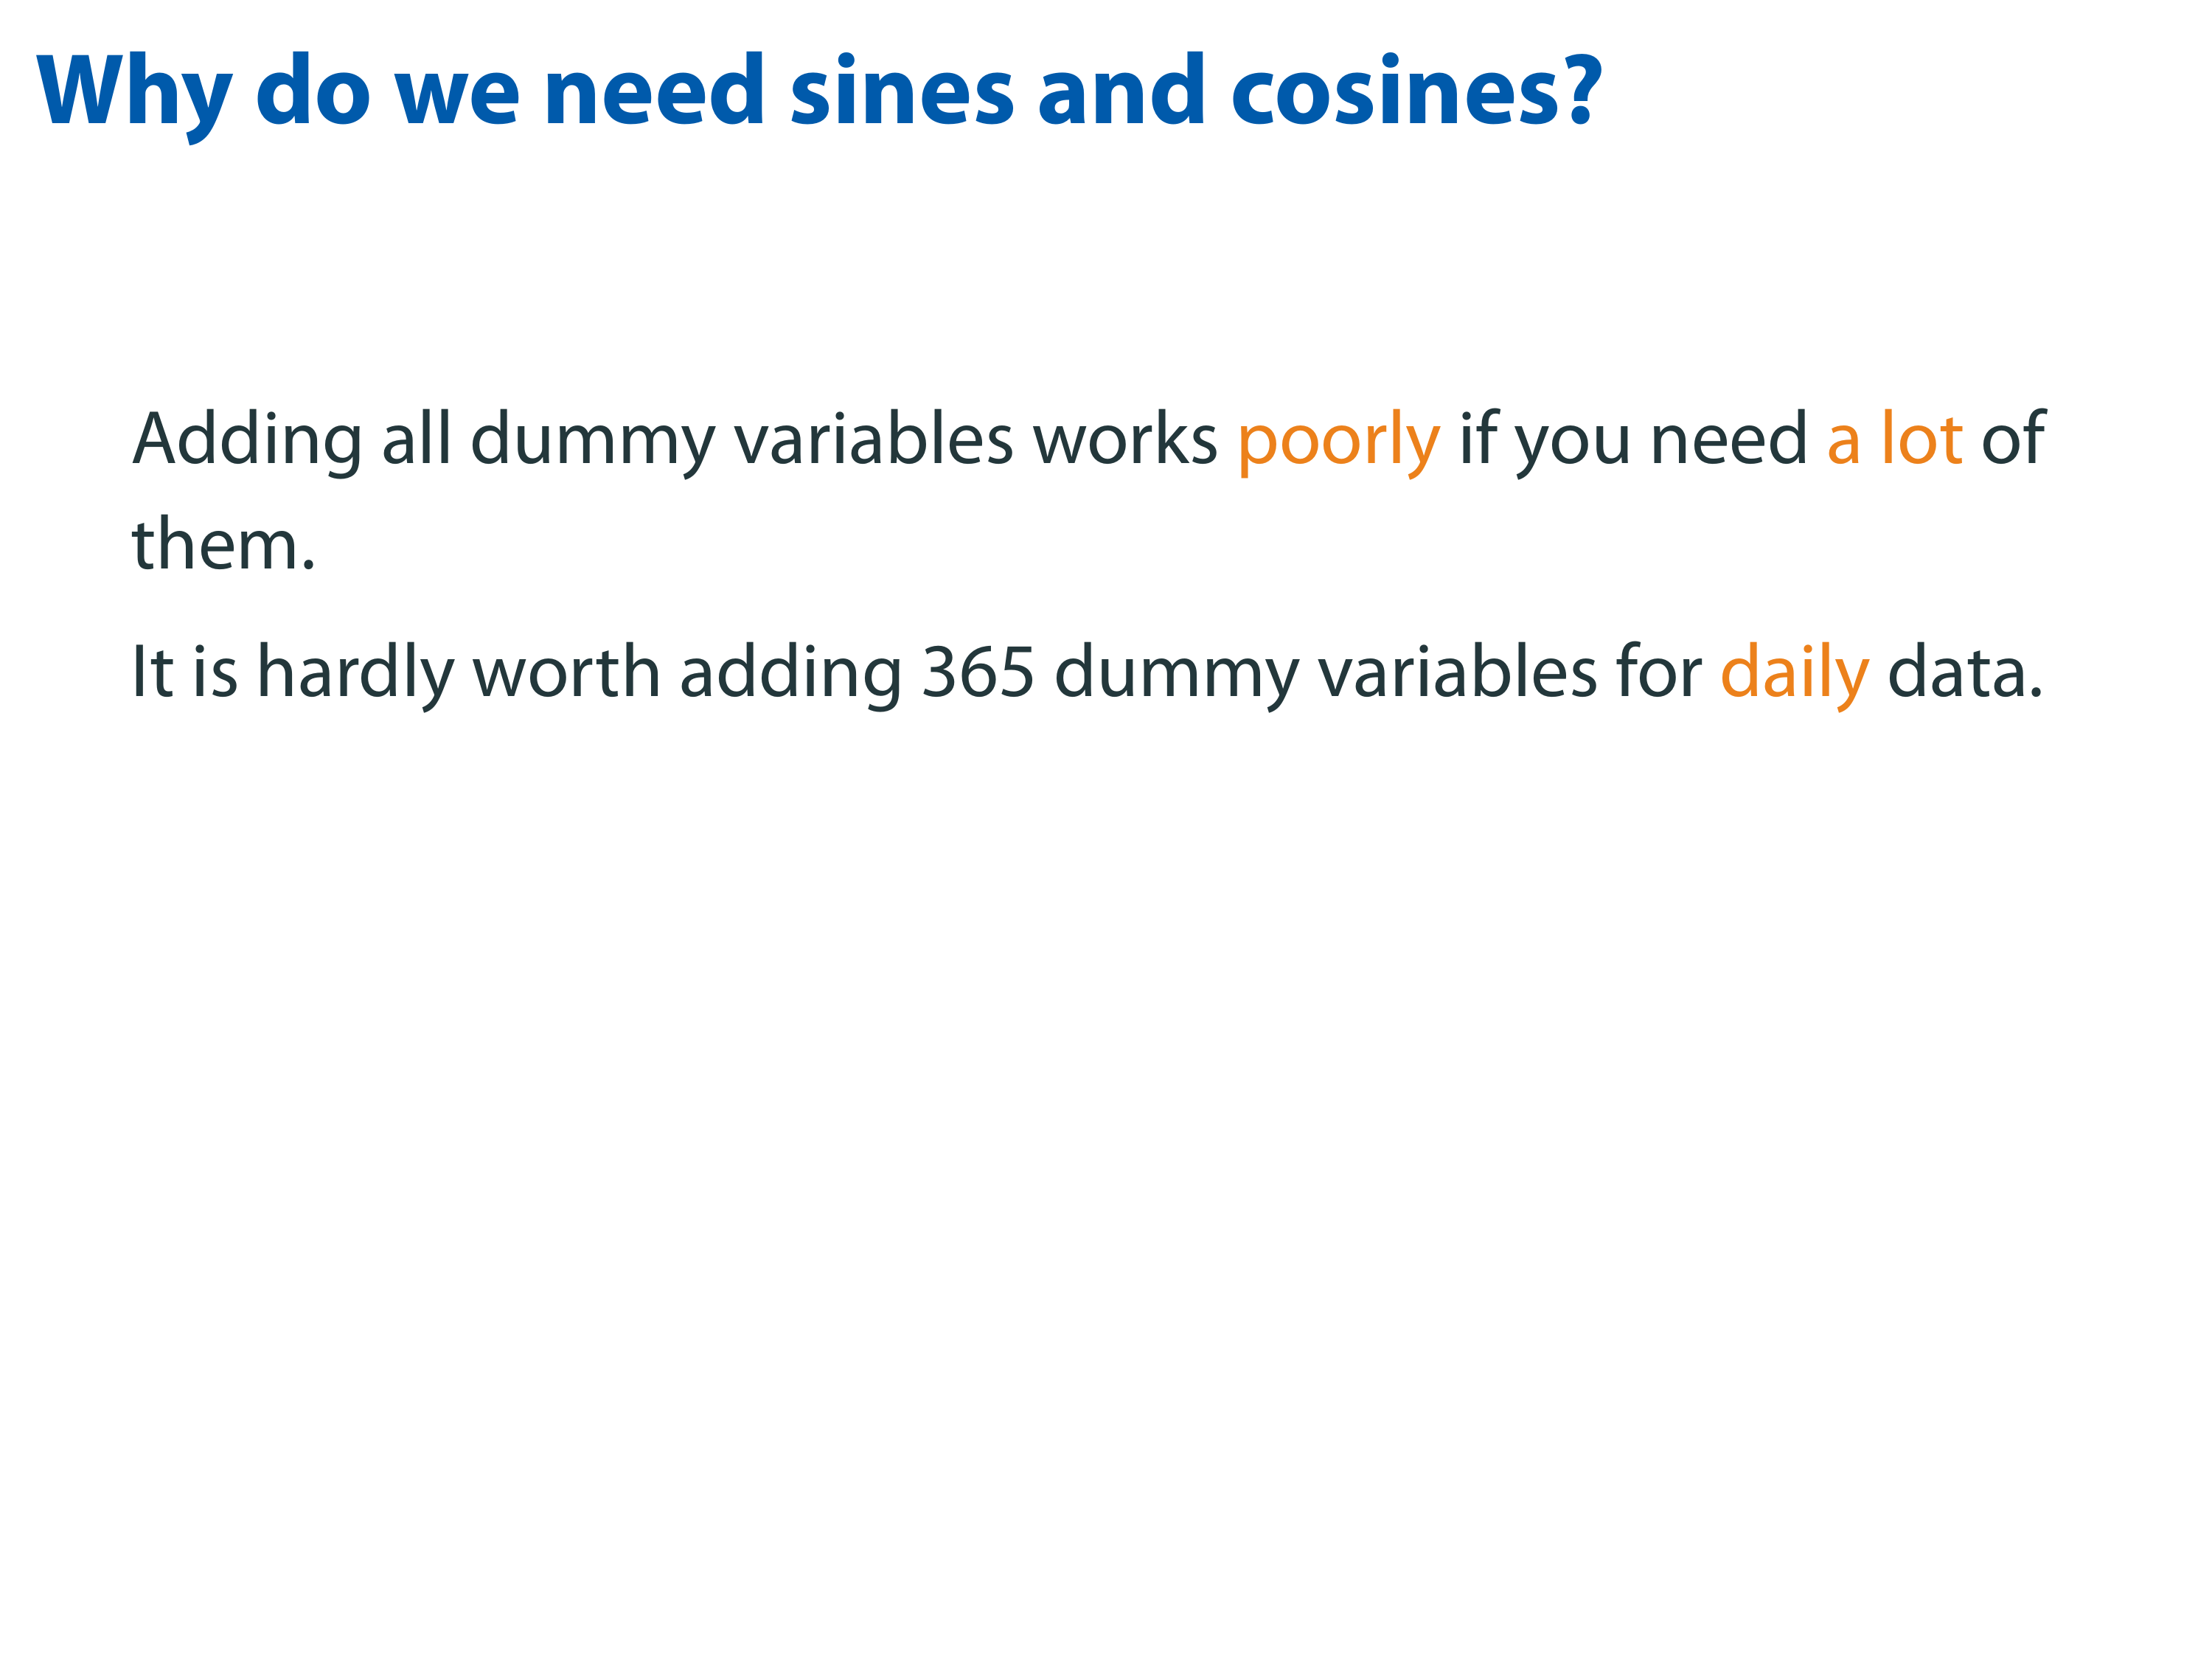 Why do we need sines and cosines?
Adding all dummy variables works poorly if you need a lot of
them.
It is hardly worth adding 365 dummy variables for daily data.